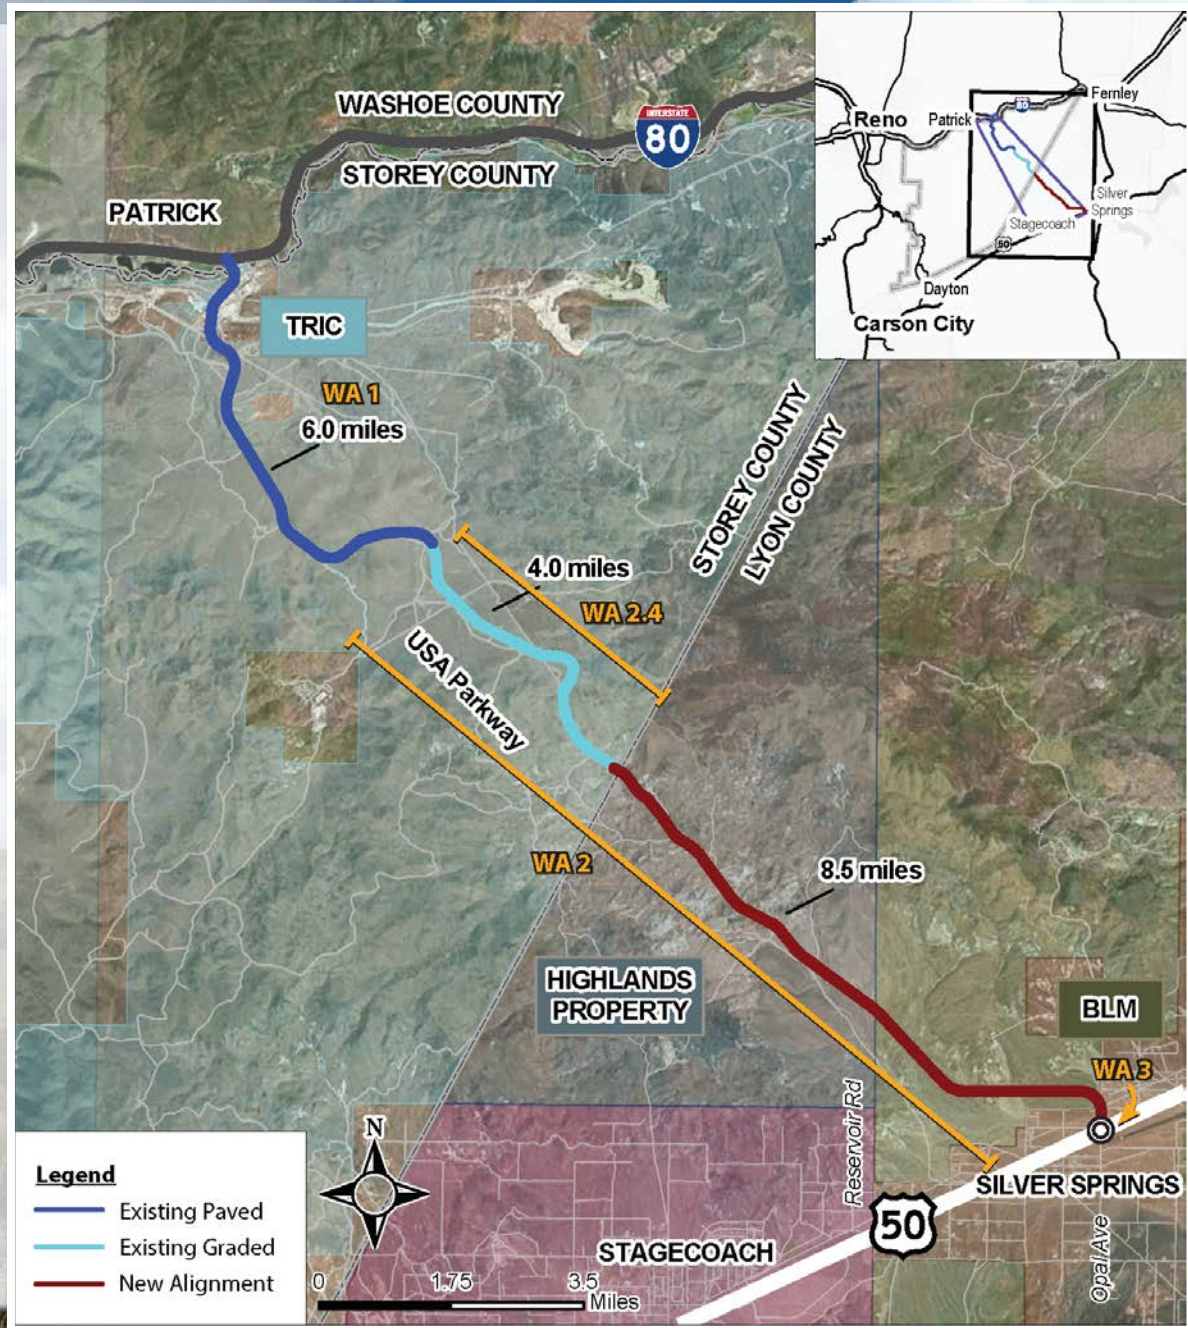 WASHOE COUNTY
INTERSTATE
80
STOREY COUNTY
PATRICK
TRIC
WA 1
6.0 miles
STOREY COUNTY
LYON COUNTY
4.0 miles
WA 2.4
USA Parkway
WA 2
8.5 miles
HIGHLANDS
PROPERTY
BLM
WA 3
Reservoir Rd
SILVER SPRINGS
50
STAGECOACH
Opal Ave
N
0 1.75 3.5
Miles
Legend
Existing Paved
Existing Graded
New Alignment
Fernley
80
Reno
Patrick
Silver
Springs
Stagecoach
50
Dayton
Carson City